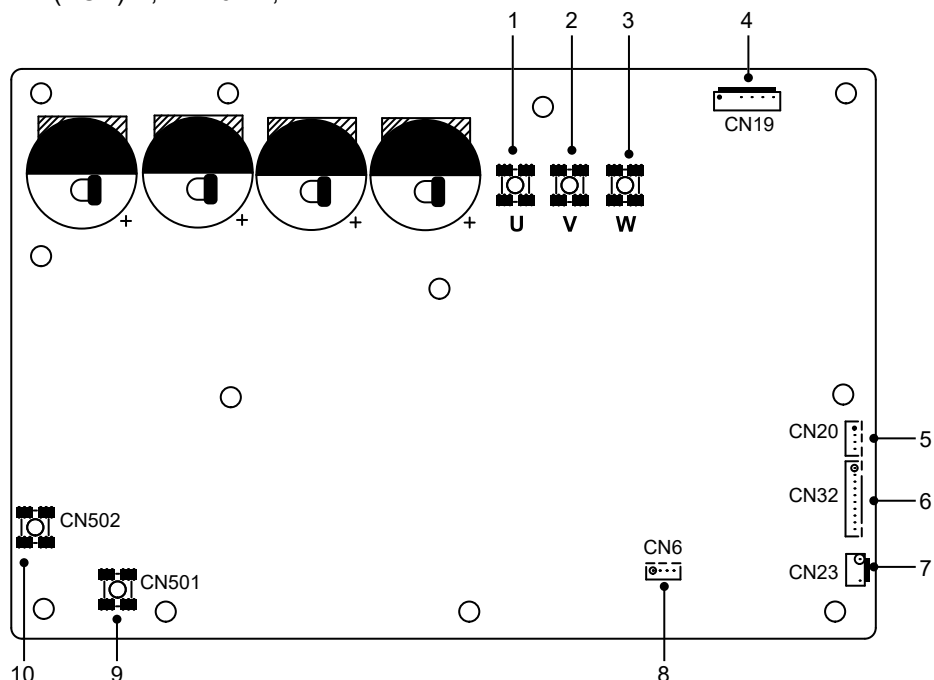 1 2 3 4
CN19
+ + + +
U V W
CN20 5
CN32 6
CN502
CN6
CN501
CN23 7
10 9 8